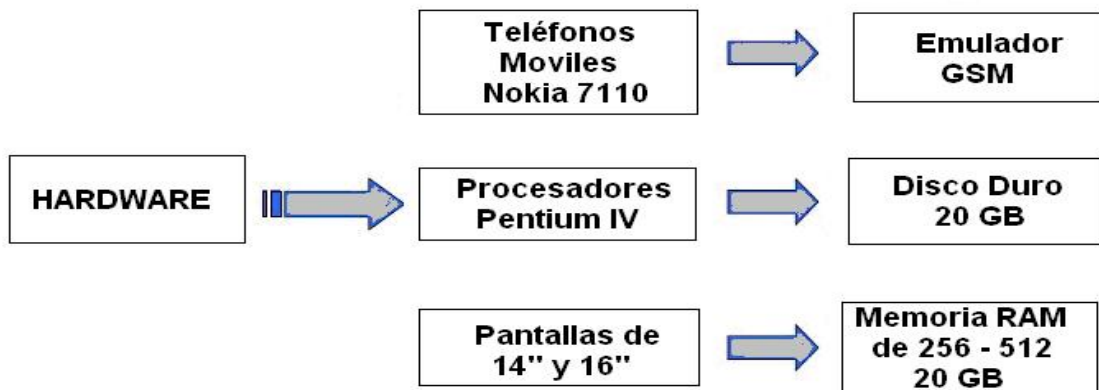 Teléfonos
Moviles
Nokia 7110
Emulador
GSM
HARDWARE
Procesadores
Pentium IV
Disco Duro
20 GB
Pantallas de
14" y 16"
Memoria RAM
de 256 - 512
20 GB